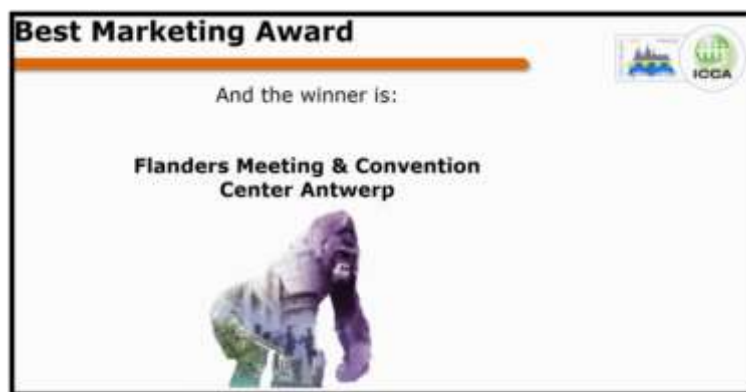 Best Marketing Award
ICCA
And the winner is:
Flanders Meeting & Convention
Center Antwerp